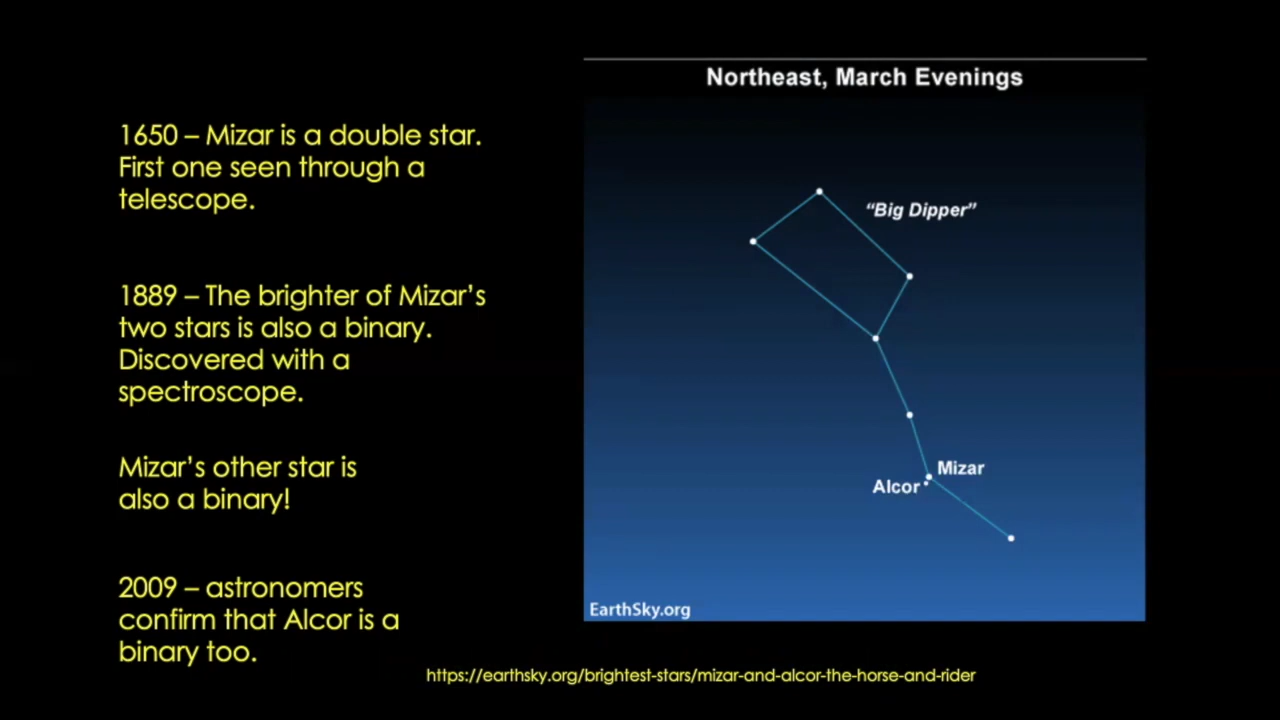 1650 – Mizar is a double star.
First one seen through a
telescope.
1889 – The brighter of Mizar's
two stars is also a binary.
Discovered with a
spectroscope.
Mizar's other star is
also a binary!
2009 – astronomers
confirm that Alcor is a
binary too.
Northeast, March Evenings
"Big Dipper"
Mizar
Alcor
EarthSky.org
https://earthsky.org/brightest-stars/mizar-and-alcor-the-horse-and-rider